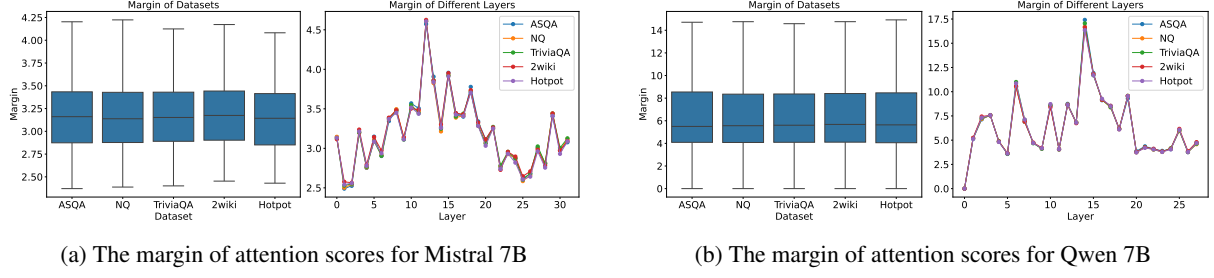 Margin of Datasets
4.25
4.00
3.75
3.50
3.25
3.00
2.75
2.50
Margin
ASQA NQ TriviaQA 2wiki Hotpot
Dataset
Margin of Different Layers
4.5
4.0
3.5
3.0
2.5
ASQA
NQ
TriviaQA
2wiki
Hotpot
0 5 10 15 20 25 30
Layer
(a) The margin of attention scores for Mistral 7B
Margin of Datasets
14
12
10
8
6
4
2
0
Margin
ASQA NQ TriviaQA 2wiki Hotpot
Dataset
Margin of Different Layers
17.5
15.0
12.5
10.0
7.5
5.0
2.5
0.0
ASQA
NQ
TriviaQA
2wiki
Hotpot
0 5 10 15 20 25
Layer
(b) The margin of attention scores for Qwen 7B